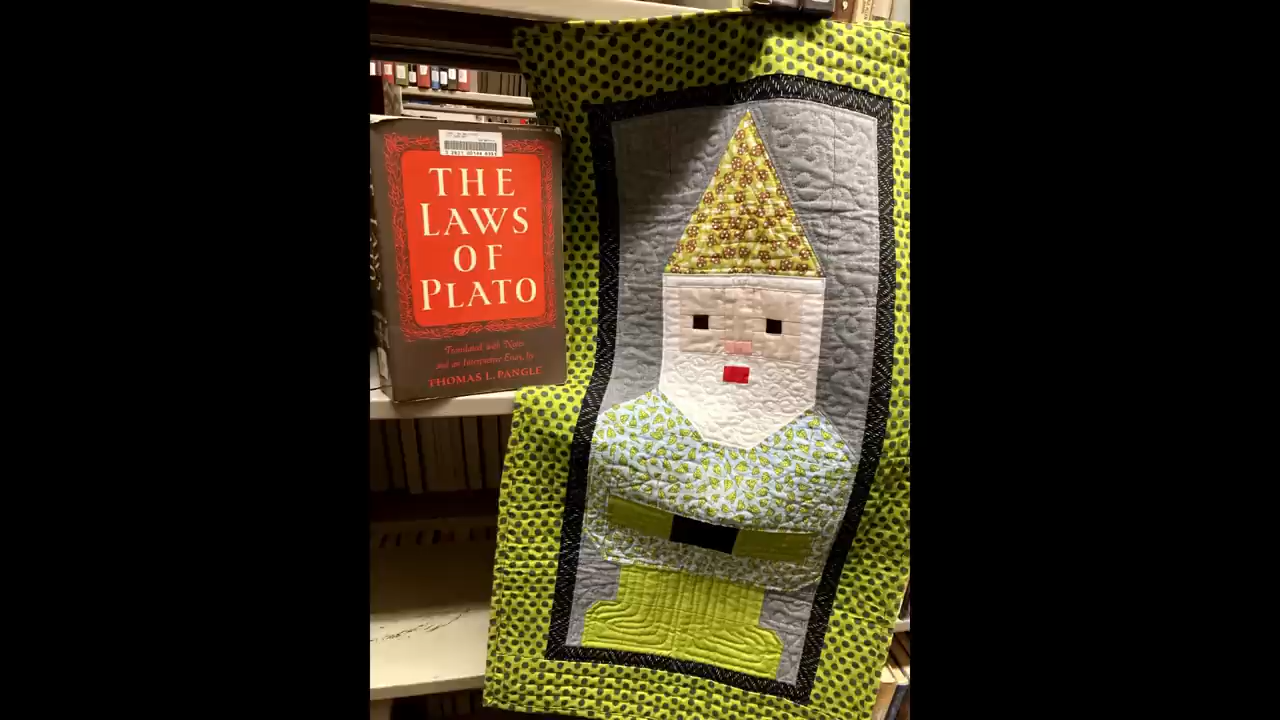 THE
LAWS
OF
PLATO
Translated with Notes
and an Interpretive Essay, by
THOMAS L. PANGLE